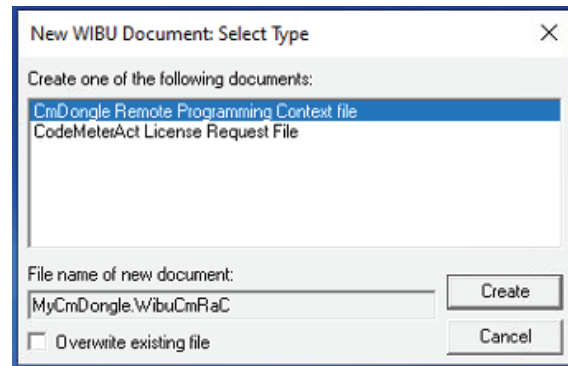 New WIBU Document: Select Type
Create one of the following documents:
CmDongle Remote Programming Context file
CodeMeterAct License Request File
File name of new document:
MyCmDongle.WibuCmRaC
Create
Overwrite existing file
Cancel